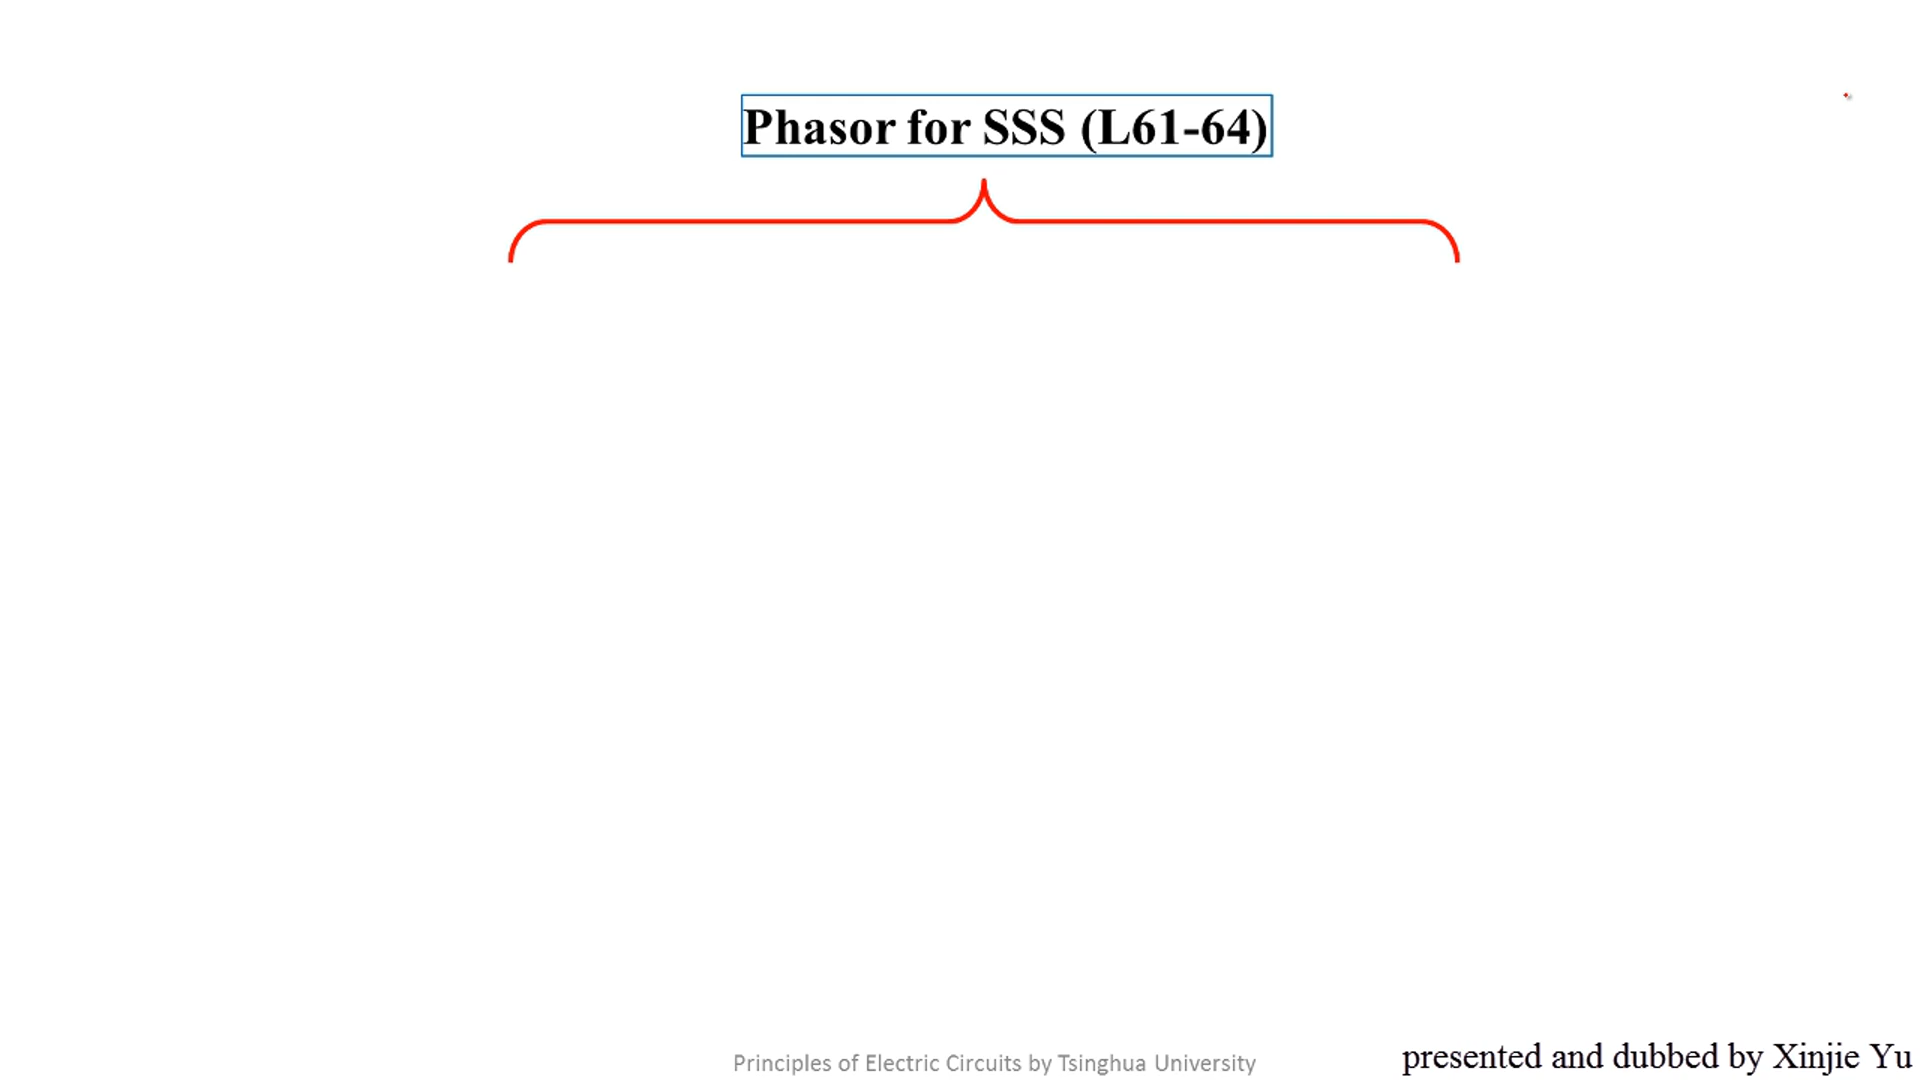 Phasor for SSS (L61-64)
Principles of Electric Circuits by Tsinghua University
presented and dubbed by Xinjie Yu